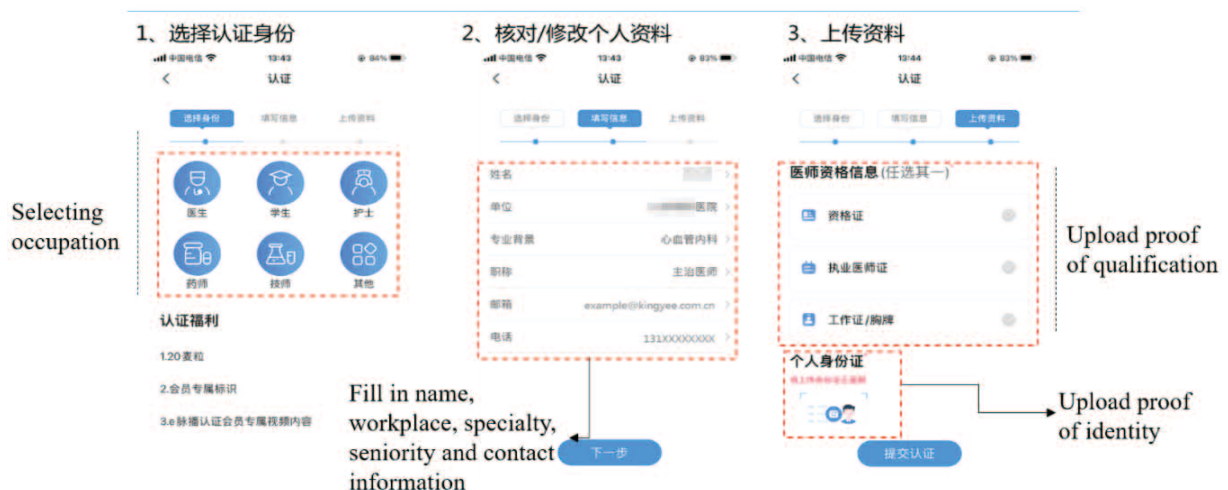 1、选择认证身份
中国电信 13:43 94%
认证
选择身份 填写信息 上传资料
医生 学生 护士
药师 技师 其他
认证福利
1.20麦粒
2.会员专属标识
3.e脉播认证会员专属视频内容
Selecting
occupation
2、核对/修改个人资料
中国电信 13:43 93%
认证
选择身份 填写信息 上传资料
姓名
单位 医院
专业背景 心血管内科
职称 主治医师
邮箱 example@kingyee.com.cn
电话 131XXXXXXXX
下一步
Fill in name,
workplace, specialty,
seniority and contact
information
3、上传资料
中国电信 13:44 93%
认证
选择身份 填写信息 上传资料
医师资格信息(任选其一)
资格证
执业医师证
工作证/胸牌
个人身份证
提交认证
Upload proof
of qualification
Upload proof
of identity